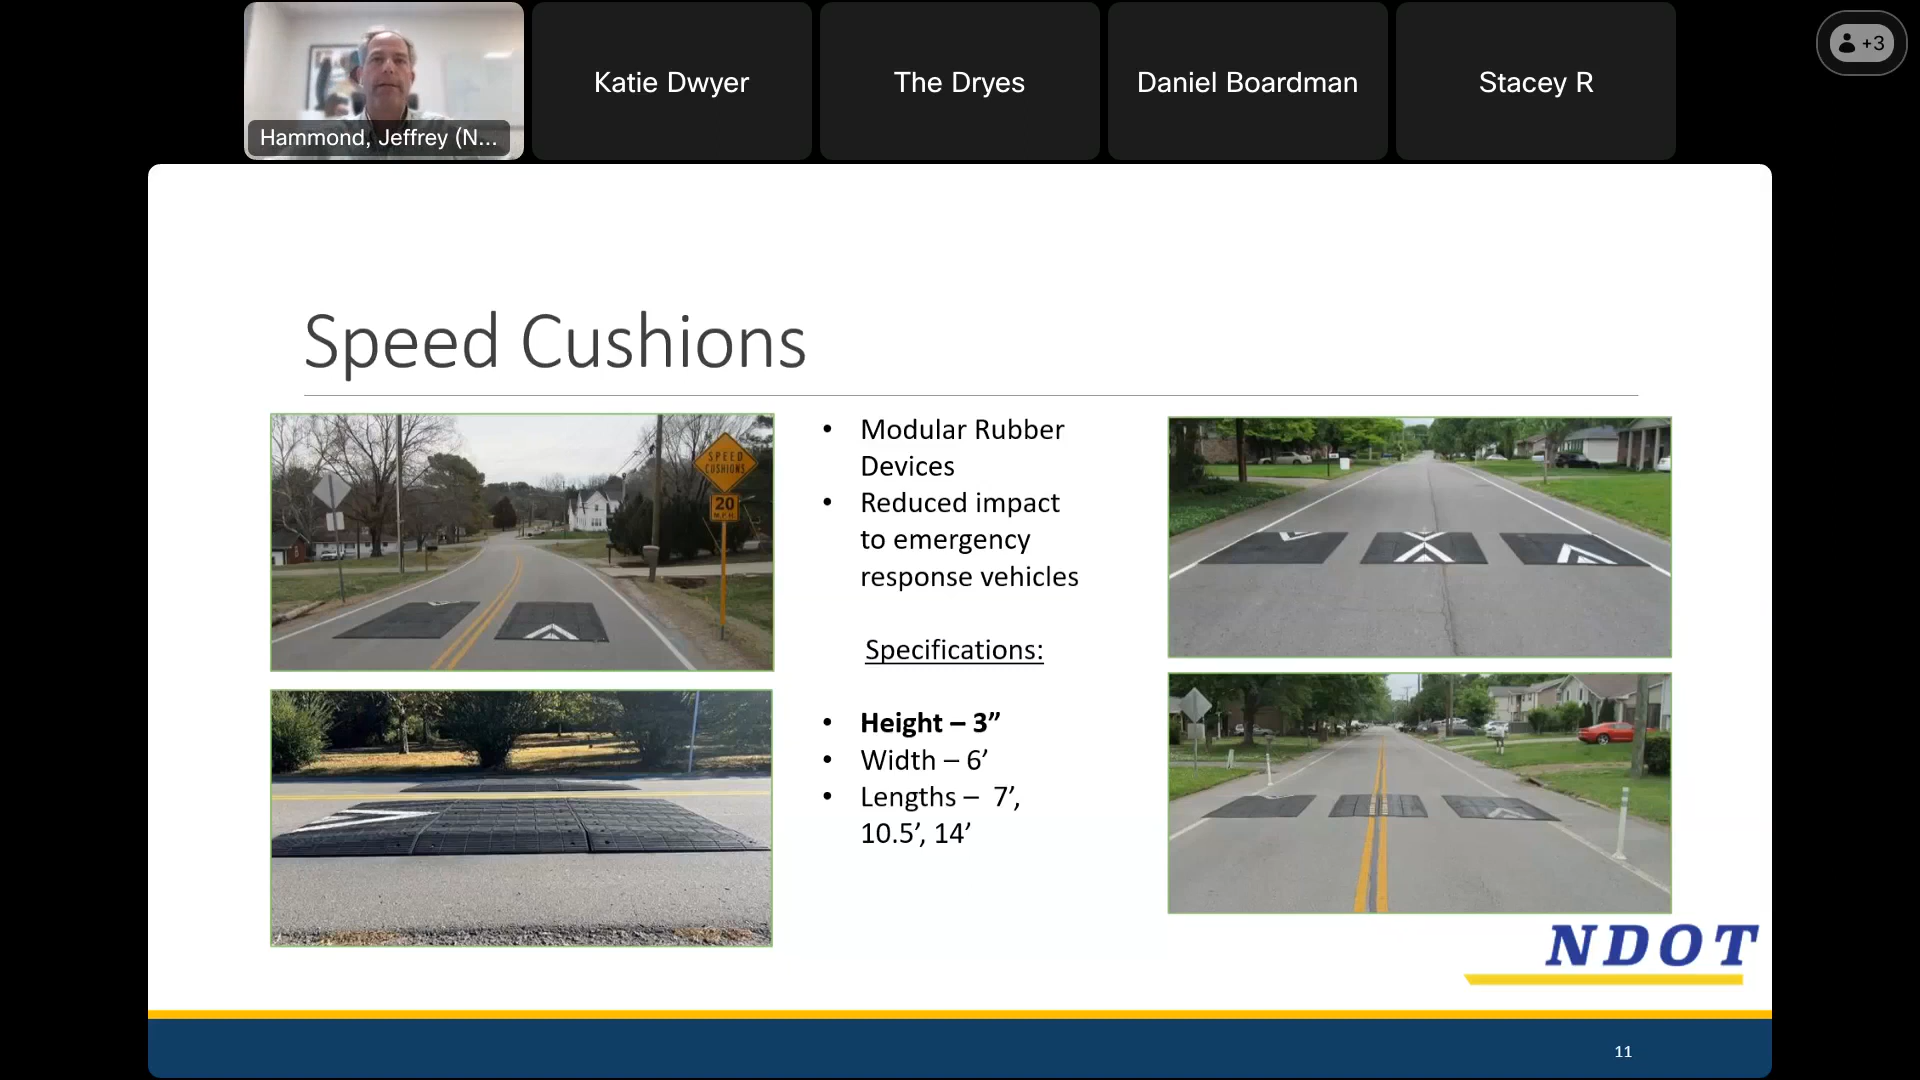 Hammond, Jeffrey (N...
Katie Dwyer
The Dryes
Daniel Boardman
Stacey R
+3
Speed Cushions
SPEED
CUSHIONS
20
M.P.H.
• Modular Rubber
Devices
• Reduced impact
to emergency
response vehicles
Specifications:
• Height – 3”
• Width – 6’
• Lengths –  7’,
10.5’, 14’
NDOT
11